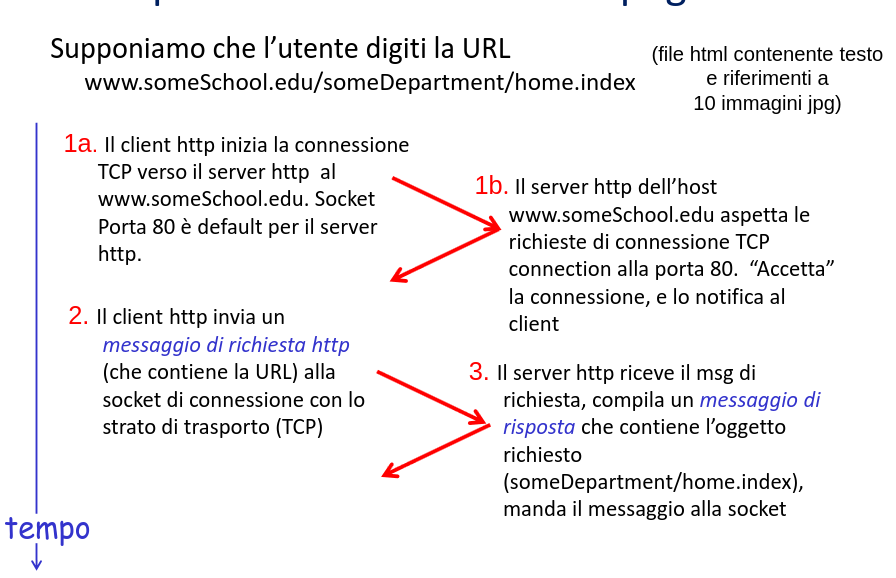 Supponiamo che l'utente digiti la URL
www.someSchool.edu/someDepartment/home.index
(file html contenente testo
e riferimenti a
10 immagini jpg)
1a. Il client http inizia la connessione
TCP verso il server http al
www.someSchool.edu. Socket
Porta 80 è default per il server
http.
1b. Il server http dell'host
www.someSchool.edu aspetta le
richieste di connessione TCP
connection alla porta 80. “Accetta”
la connessione, e lo notifica al
client
2. Il client http invia un
messaggio di richiesta http
(che contiene la URL) alla
socket di connessione con lo
strato di trasporto (TCP)
3. Il server http riceve il msg di
richiesta, compila un messaggio di
risposta che contiene l'oggetto
richiesto
(someDepartment/home.index),
manda il messaggio alla socket
tempo